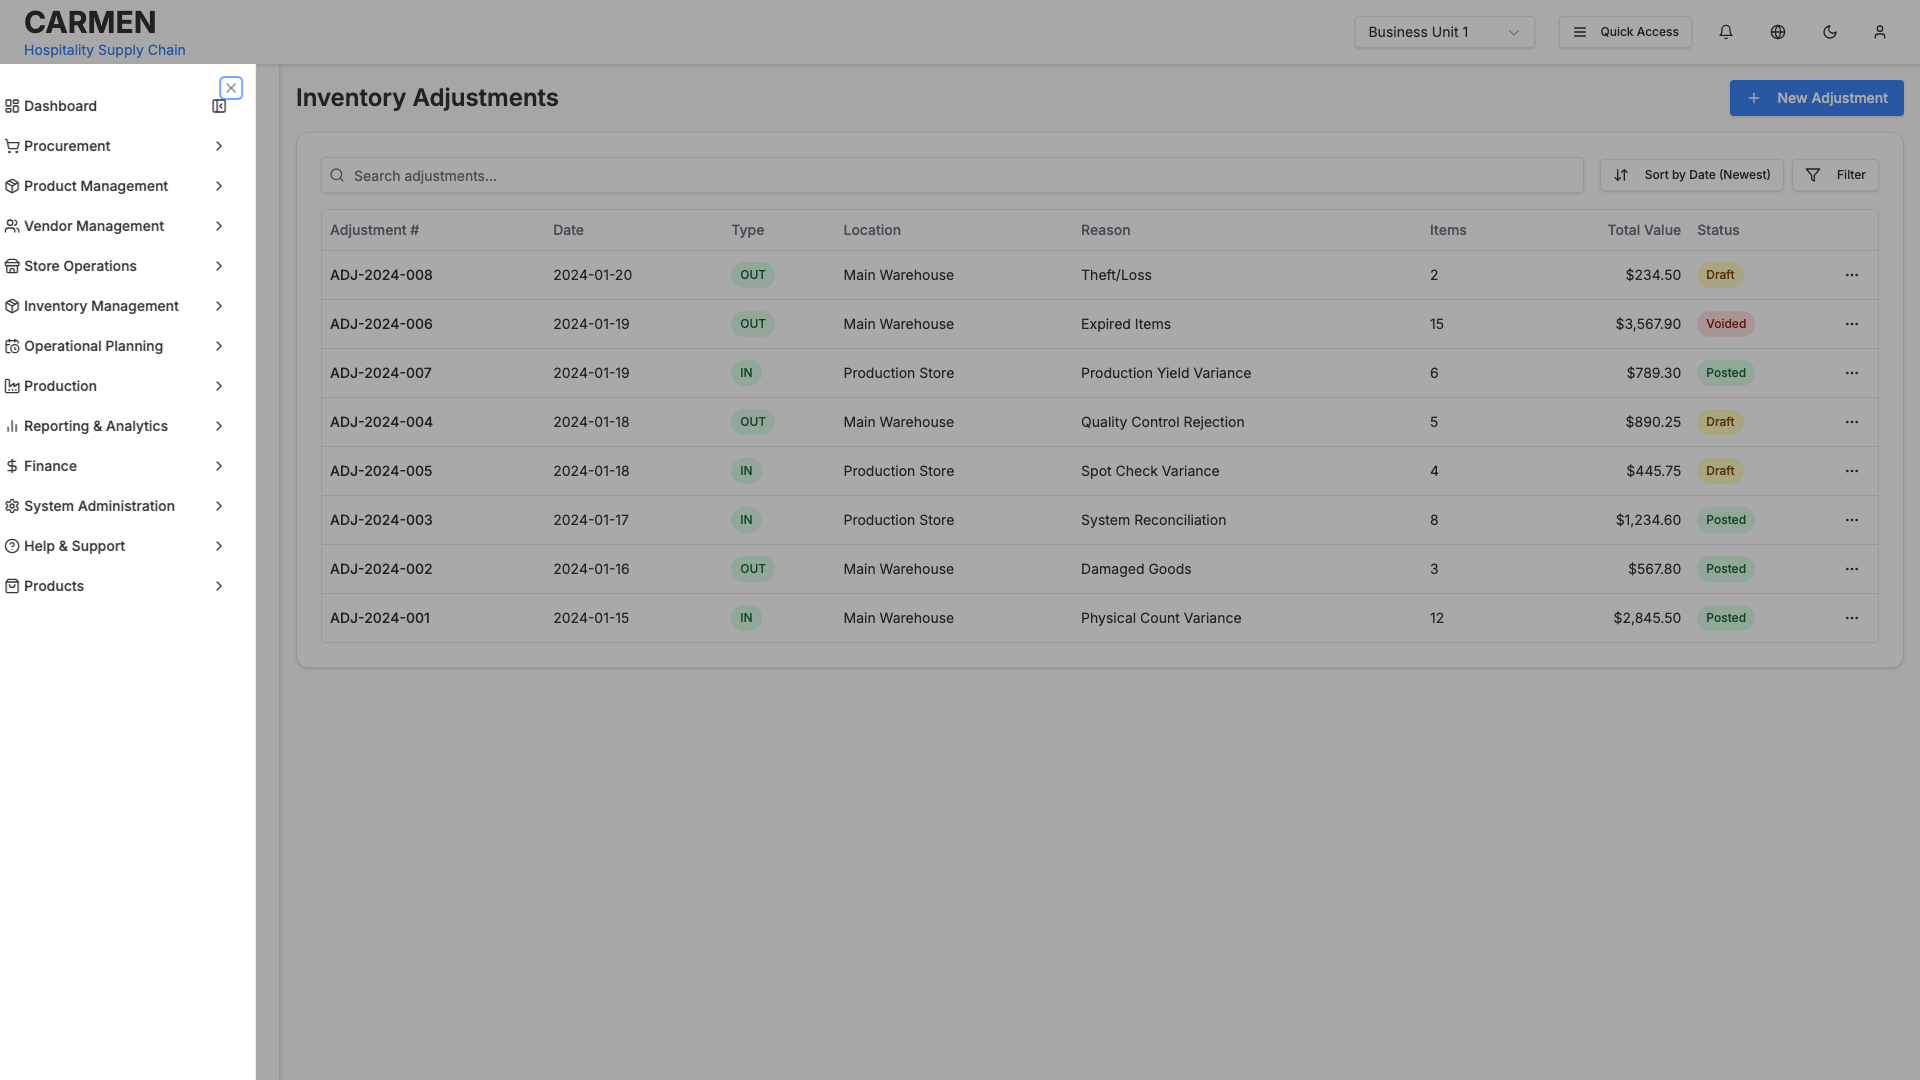 CARMEN
Hospitality Supply Chain
Business Unit 1
Quick Access
Dashboard
Procurement
Product Management
Vendor Management
Store Operations
Inventory Management
Operational Planning
Production
Reporting & Analytics
Finance
System Administration
Help & Support
Products
Inventory Adjustments
New Adjustment
Search adjustments...
Sort by Date (Newest)
Filter
Adjustment # Date Type Location Reason Items Total Value Status
ADJ-2024-008 2024-01-20 OUT Main Warehouse Theft/Loss 2 $234.50 Draft
ADJ-2024-006 2024-01-19 OUT Main Warehouse Expired Items 15 $3,567.90 Voided
ADJ-2024-007 2024-01-19 IN Production Store Production Yield Variance 6 $789.30 Posted
ADJ-2024-004 2024-01-18 OUT Main Warehouse Quality Control Rejection 5 $890.25 Draft
ADJ-2024-005 2024-01-18 IN Production Store Spot Check Variance 4 $445.75 Draft
ADJ-2024-003 2024-01-17 IN Production Store System Reconciliation 8 $1,234.60 Posted
ADJ-2024-002 2024-01-16 OUT Main Warehouse Damaged Goods 3 $567.80 Posted
ADJ-2024-001 2024-01-15 IN Main Warehouse Physical Count Variance 12 $2,845.50 Posted